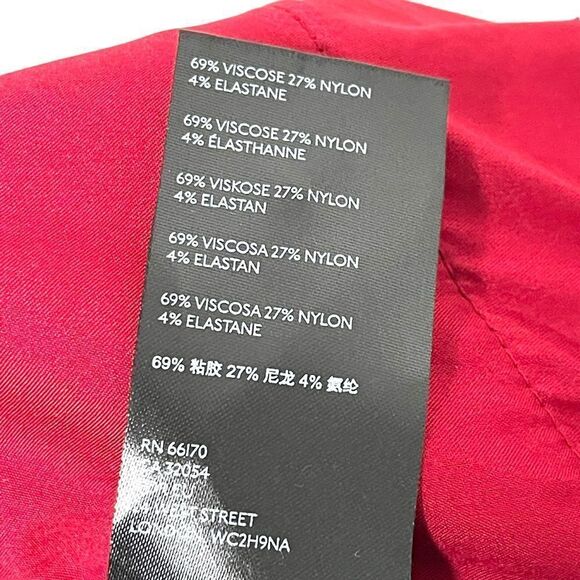 69% VISCOSE 27% NYLON
4% ELASTANE
69% VISCOSE 27% NYLON
4% ÉLASTHANNE
69% VISKOSE 27% NYLON
4% ELASTAN
69% VISCOSA 27% NYLON
4% ELASTAN
69% VISCOSA 27% NYLON
4% ELASTANE
69% 粘胶 27% 尼龙 4% 氨纶
RN 66170
CA 32054
EU
WEST STREET
WC2H9NA